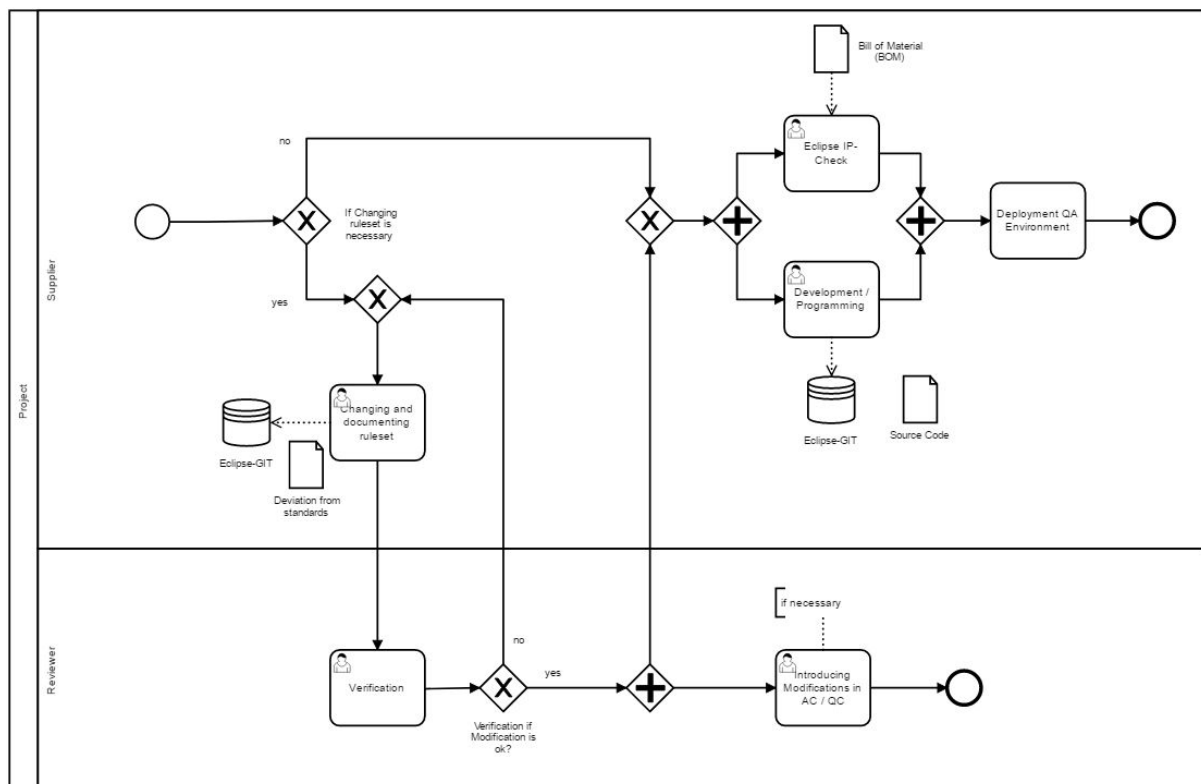 Project
Supplier
Reviewer
Bill of Material
(BOM)
no
Eclipse IP-
Check
If Changing
ruleset is
necessary
Deployment QA
Environment
yes
Development /
Programming
Changing and
documenting
ruleset
Eclipse-GIT
Deviation from
standards
Eclipse-GIT
Source Code
if necessary
no
yes
Verification
Verification if
Modification is
ok?
Introducing
Modifications in
AC / QC